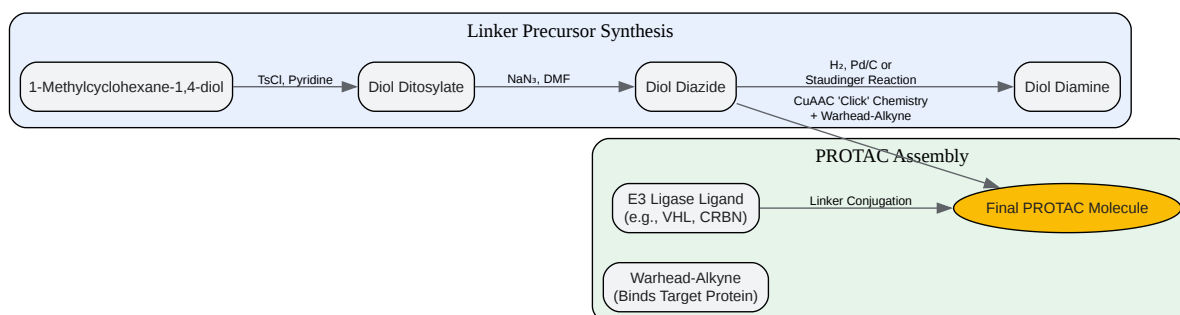 Linker Precursor Synthesis
1-Methylcyclohexane-1,4-diol
TsCl, Pyridine
Diol Ditosylate
NaN₃, DMF
Diol Diazide
H₂, Pd/C or
Staudinger Reaction
Diol Diamine
CuAAC 'Click' Chemistry
+ Warhead-Alkyne
PROTAC Assembly
E3 Ligase Ligand
(e.g., VHL, CRBN)
Linker Conjugation
Final PROTAC Molecule
Warhead-Alkyne
(Binds Target Protein)